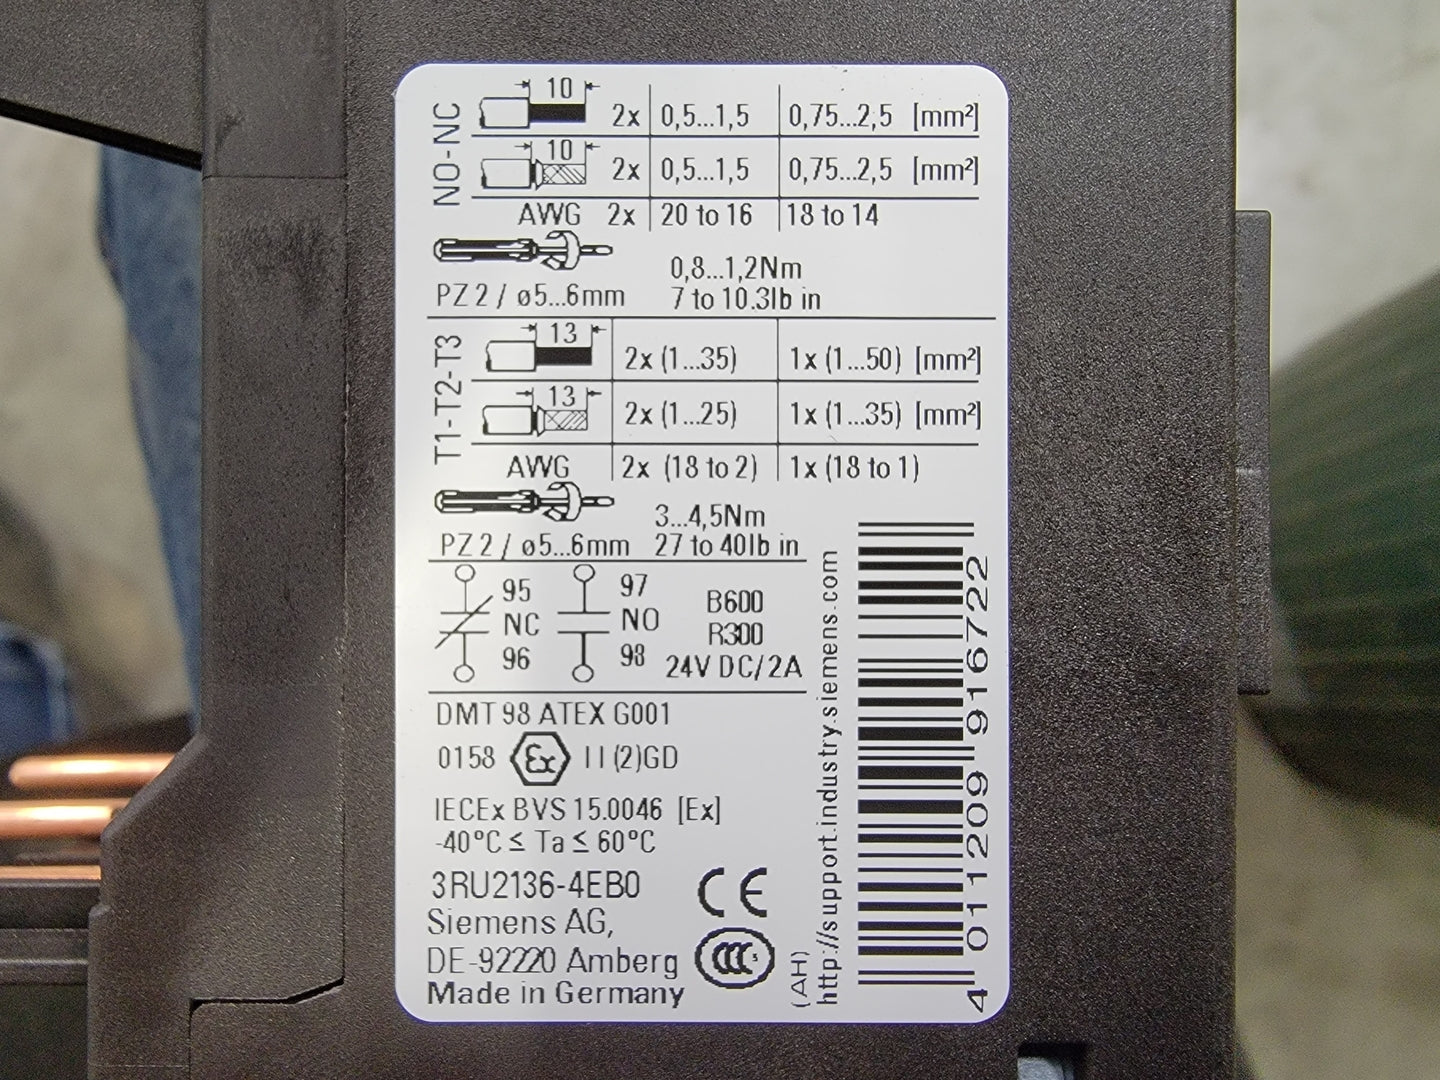 NO-NC
10
2x 0,5...1,5 0,75...2,5 [mm²]
10
2x 0,5...1,5 0,75...2,5 [mm²]
AWG 2x 20 to 16 18 to 14
0,8...1,2Nm
PZ 2 / ø5...6mm 7 to 10.3lb in
T1-T2-T3
13
2x (1...35) 1x (1...50) [mm²]
13
2x (1...25) 1x (1...35) [mm²]
AWG 2x (18 to 2) 1x (18 to 1)
3...4,5Nm
PZ 2 / ø5...6mm 27 to 40lb in
95 97
NC NO
96 98
B600
R300
24V DC/2A
DMT 98 ATEX G001
0158 Ex II (2)GD
IECEx BVS 15.0046 [Ex]
-40°C ≤ Ta ≤ 60°C
3RU2136-4EB0
CE
Siemens AG,
DE-92220 Amberg
CCC S
Made in Germany
(AH)
http://support.industry.siemens.com
4 011209 916722